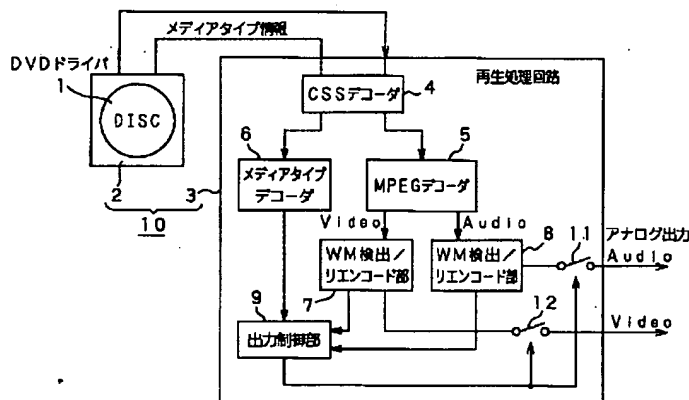 メディアタイプ情報
DVDドライバ
1
DISC
2
10
3
再生処理回路
CSSデコーダ
4
6
メディアタイプ
デコーダ
5
MPEGデコーダ
Video
Audio
WM検出/
リエンコード部
7
WM検出/
リエンコード部
8
11
アナログ出力
Audio
12
Video
9
出力制御部